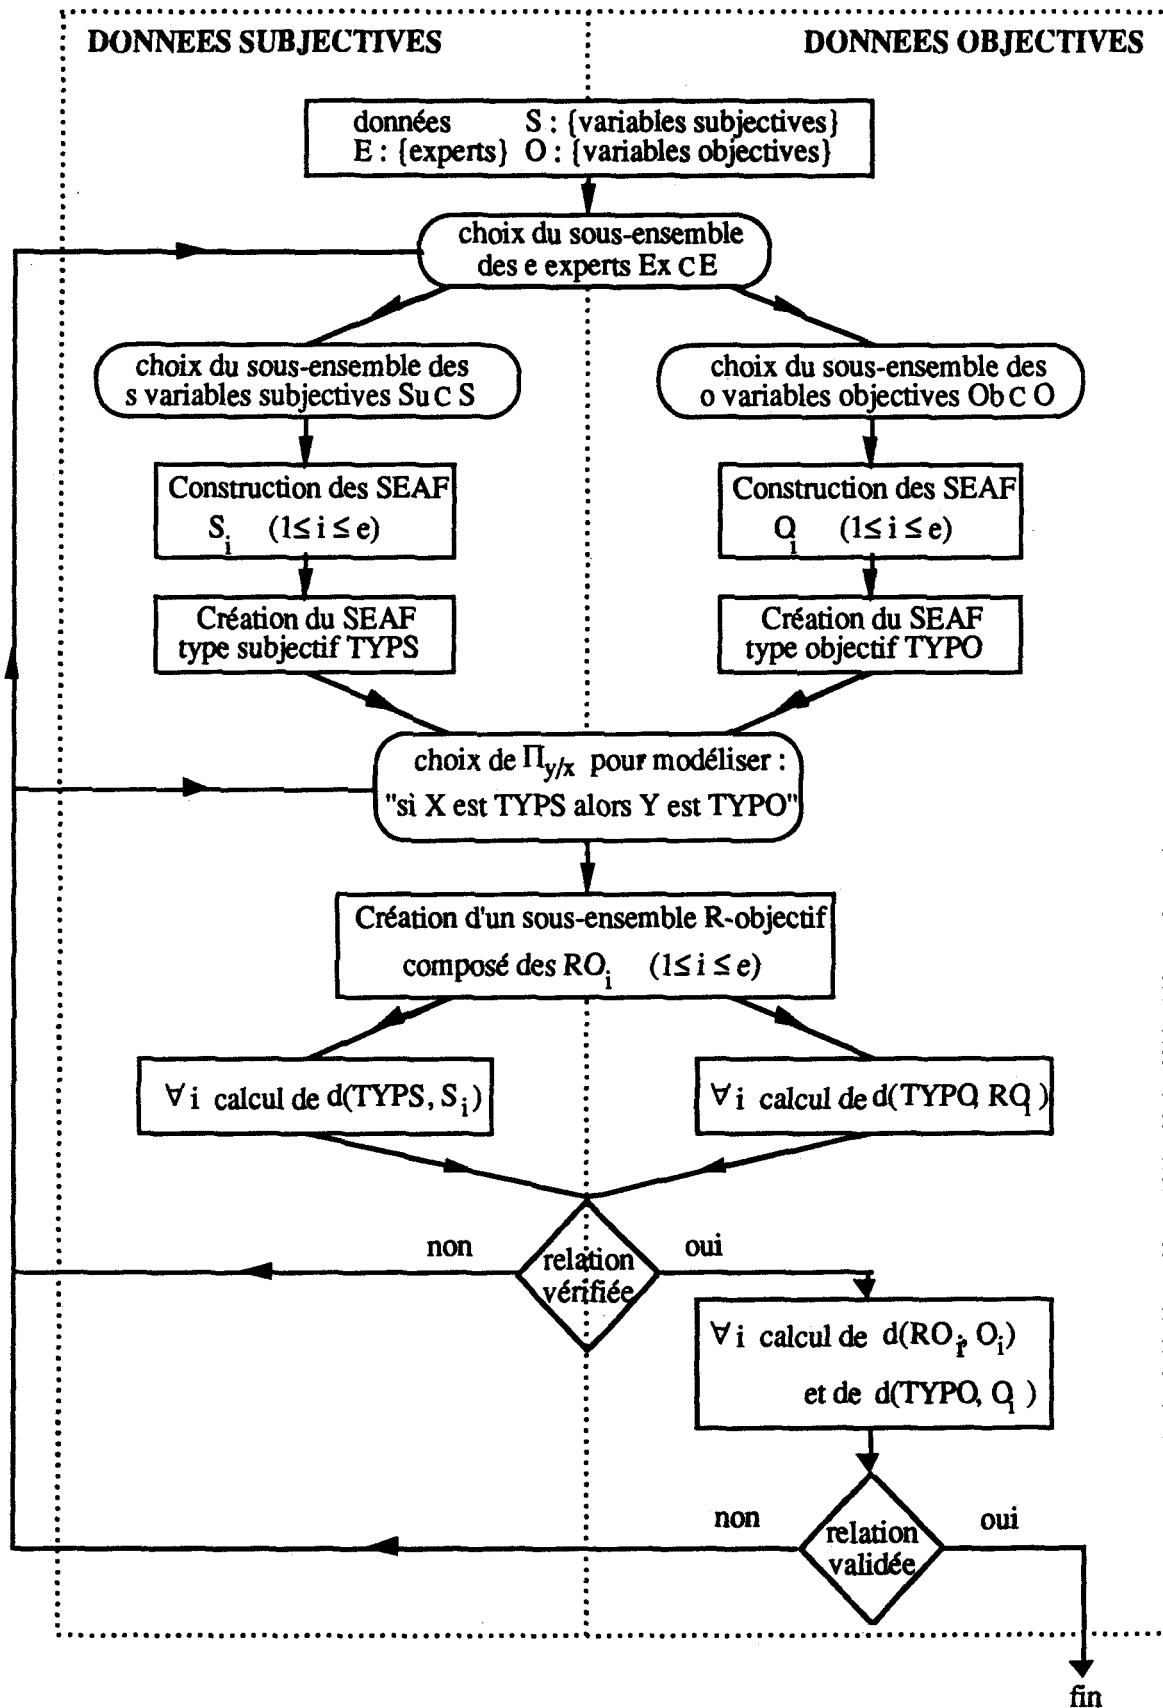 DONNEES SUBJECTIVES
DONNEES OBJECTIVES
données S : {variables subjectives}
E : {experts} O : {variables objectives}
choix du sous-ensemble
des e experts Ex ⊂ E
choix du sous-ensemble des
s variables subjectives Su ⊂ S
choix du sous-ensemble des
o variables objectives Ob ⊂ O
Construction des SEAF
S_i (1≤ i ≤ e)
Construction des SEAF
O_i (1≤ i ≤ e)
Création du SEAF
type subjectif TYPS
Création du SEAF
type objectif TYPO
choix de Π_y/x pour modéliser :
"si X est TYPS alors Y est TYPO"
Création d'un sous-ensemble R-objectif
composé des RO_i (1≤ i ≤ e)
∀ i calcul de d(TYPS, S_i)
∀ i calcul de d(TYPO, RO_i)
non
oui
relation
vérifiée
∀ i calcul de d(RO_i, O_i)
et de d(TYPO, O_i)
non
oui
relation
validée
fin